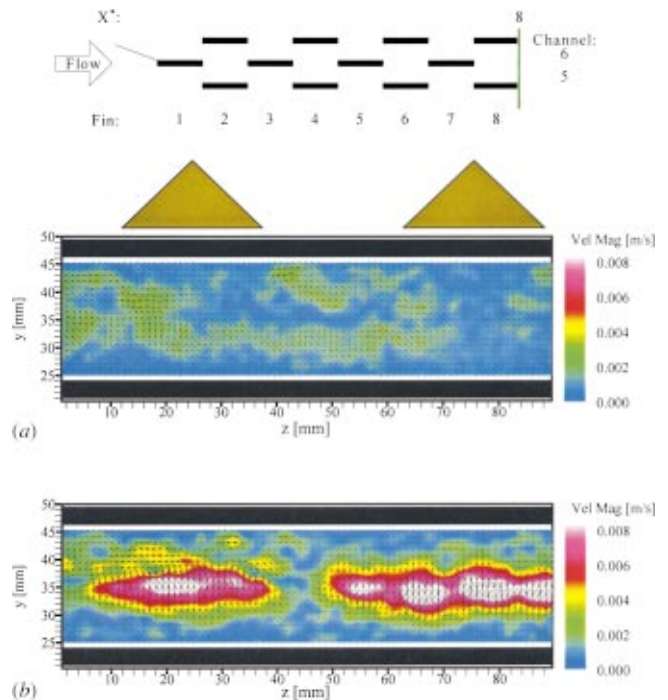 X*:
8
Channel:
6
5
Flow
Fin: 1 2 3 4 5 6 7 8
50
45
40
35
30
25
y [mm]
10 20 30 40 50 60 70 80
z [mm]
(a)
Vel Mag [m/s]
0.008
0.006
0.004
0.002
0.000
50
45
40
35
30
25
y [mm]
10 20 30 40 50 60 70 80
z [mm]
(b)
Vel Mag [m/s]
0.008
0.006
0.004
0.002
0.000